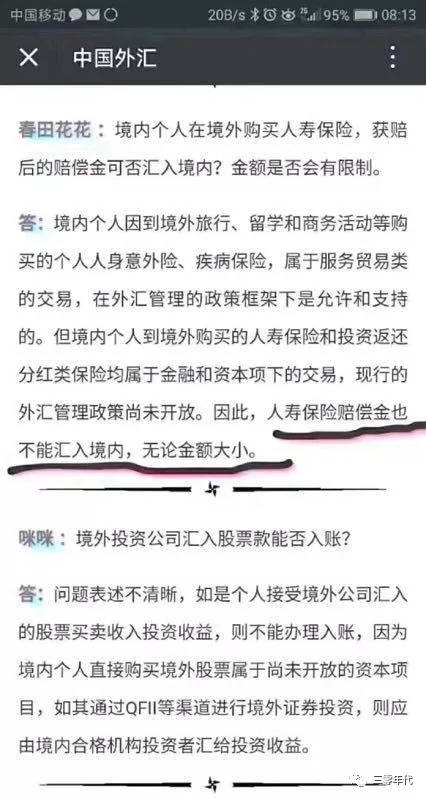 中国移动 20B/s 2G 95% 08:13
中国外汇
春田花花：境内个人在境外购买人寿保险，获赔
后的赔偿金可否汇入境内？金额是否会有限制。
答：境内个人因到境外旅行、留学和商务活动等购
买的个人人身意外险、疾病保险，属于服务贸易类
的交易，在外汇管理的政策框架下是允许和支持
的。但境内个人到境外购买的人寿保险和投资返还
分红类保险均属于金融和资本项下的交易，现行的
外汇管理政策尚未开放。因此，人寿保险赔偿金也
不能汇入境内，无论金额大小。
咪咪：境外投资公司汇入股票款能否入账？
答：问题表述不清晰，如是个人接受境外公司汇入
的股票买卖收入投资收益，则不能办理入账，因为
境内个人直接购买境外股票属于尚未开放的资本项
目，如其通过QFII等渠道进行境外证券投资，则应
由境内合格机构投资者汇给投资收益。
三零年代